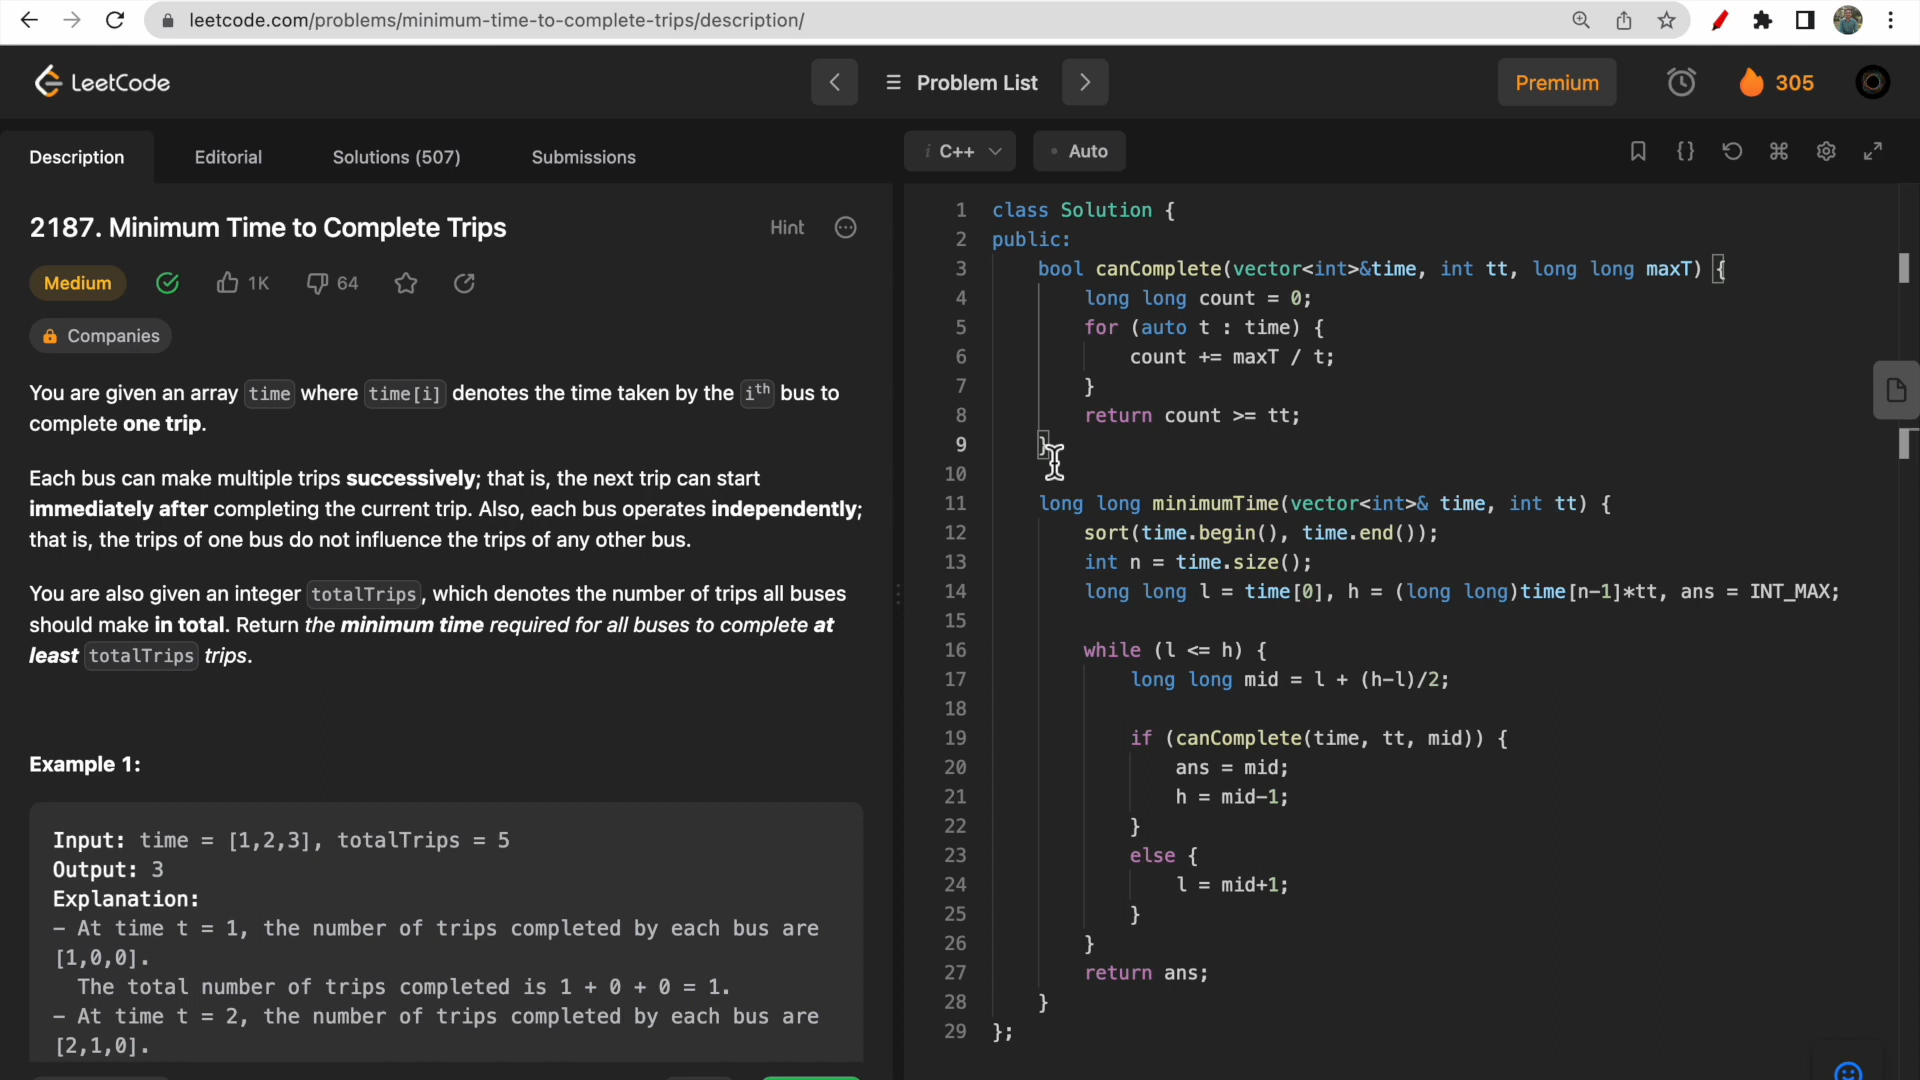 leetcode.com/problems/minimum-time-to-complete-trips/description/
LeetCode
Problem List
Premium
305
Description
Editorial
Solutions (507)
Submissions
i C++
• Auto
2187. Minimum Time to Complete Trips
Hint
Medium
1K
64
Companies
You are given an array time where time[i] denotes the time taken by the ith bus to
complete one trip.
Each bus can make multiple trips successively; that is, the next trip can start
immediately after completing the current trip. Also, each bus operates independently;
that is, the trips of one bus do not influence the trips of any other bus.
You are also given an integer totalTrips, which denotes the number of trips all buses
should make in total. Return the minimum time required for all buses to complete at
least totalTrips trips.
Example 1:
Input: time = [1,2,3], totalTrips = 5
Output: 3
Explanation:
- At time t = 1, the number of trips completed by each bus are
[1,0,0].
The total number of trips completed is 1 + 0 + 0 = 1.
- At time t = 2, the number of trips completed by each bus are
[2,1,0].
1 class Solution {
2 public:
3 bool canComplete(vector<int>&time, int tt, long long maxT) {
4 long long count = 0;
5 for (auto t : time) {
6 count += maxT / t;
7 }
8 return count >= tt;
9 }
10
11 long long minimumTime(vector<int>& time, int tt) {
12 sort(time.begin(), time.end());
13 int n = time.size();
14 long long l = time[0], h = (long long)time[n-1]*tt, ans = INT_MAX;
15
16 while (l <= h) {
17 long long mid = l + (h-l)/2;
18
19 if (canComplete(time, tt, mid)) {
20 ans = mid;
21 h = mid-1;
22 }
23 else {
24 l = mid+1;
25 }
26 }
27 return ans;
28 }
29 };